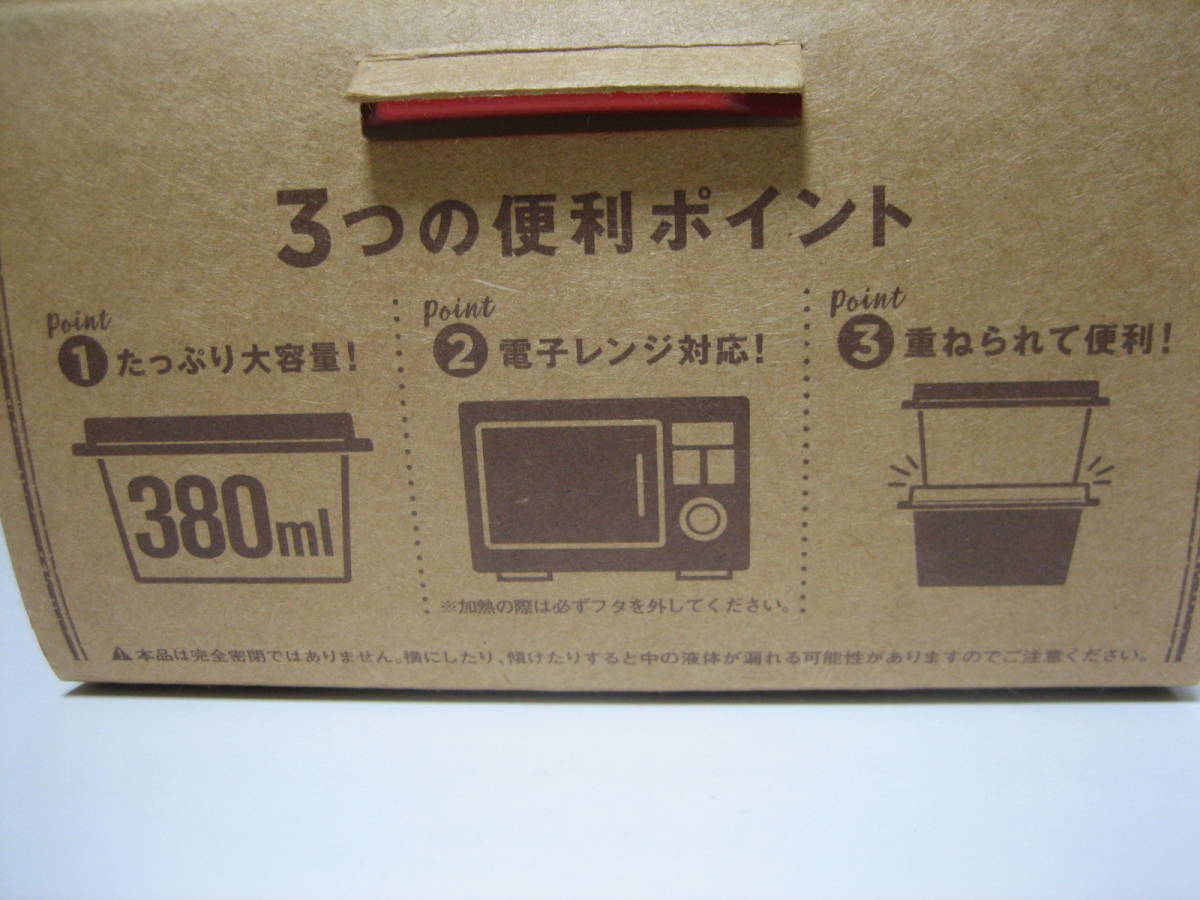 3つの便利ポイント
Point
1 たっぷり大容量!
380ml
Point
2 電子レンジ対応!
※加熱の際は必ずフタを外してください。
Point
3 重ねられて便利!
⚠本品は完全密閉ではありません。横にしたり、傾けたりすると中の液体が漏れる可能性がありますのでご注意ください。